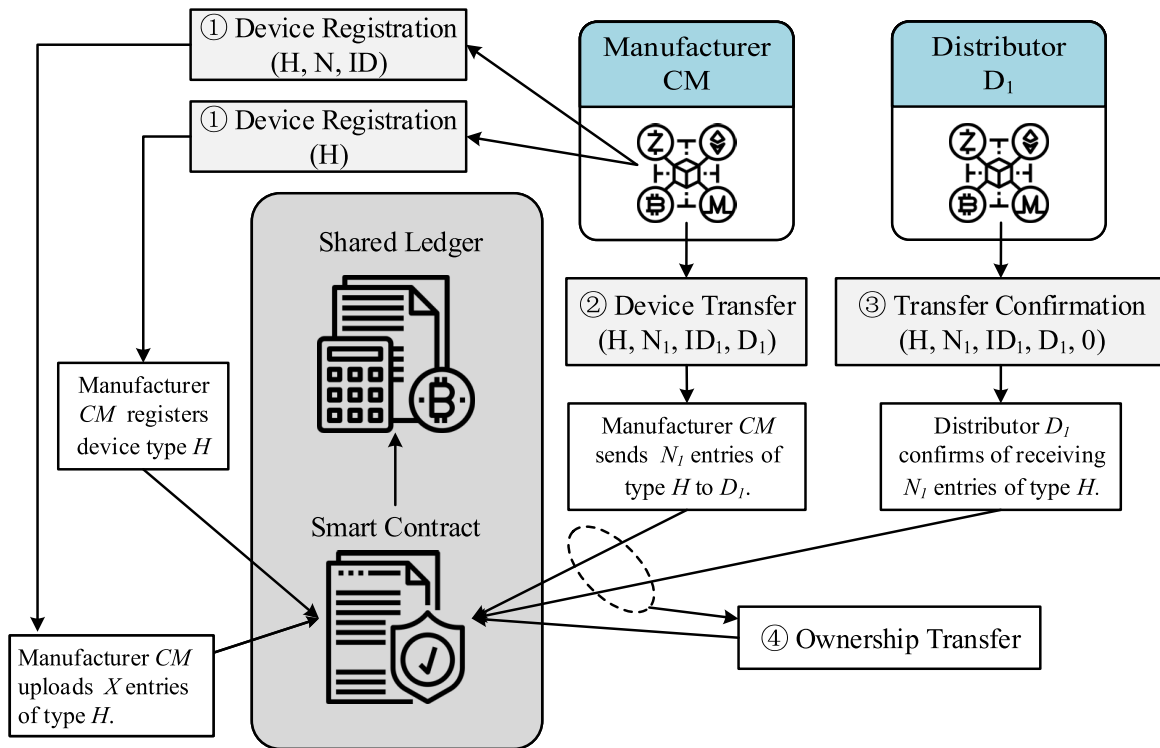 ① Device Registration
(H, N, ID)
① Device Registration
(H)
Manufacturer
CM
Distributor
D₁
Shared Ledger
② Device Transfer
(H, N₁, ID₁, D₁)
③ Transfer Confirmation
(H, N₁, ID₁, D₁, 0)
Manufacturer
CM registers
device type H
Manufacturer CM
sends N₁ entries of
type H to D₁.
Distributor D₁
confirms of receiving
N₁ entries of type H.
Smart Contract
④ Ownership Transfer
Manufacturer CM
uploads X entries
of type H.